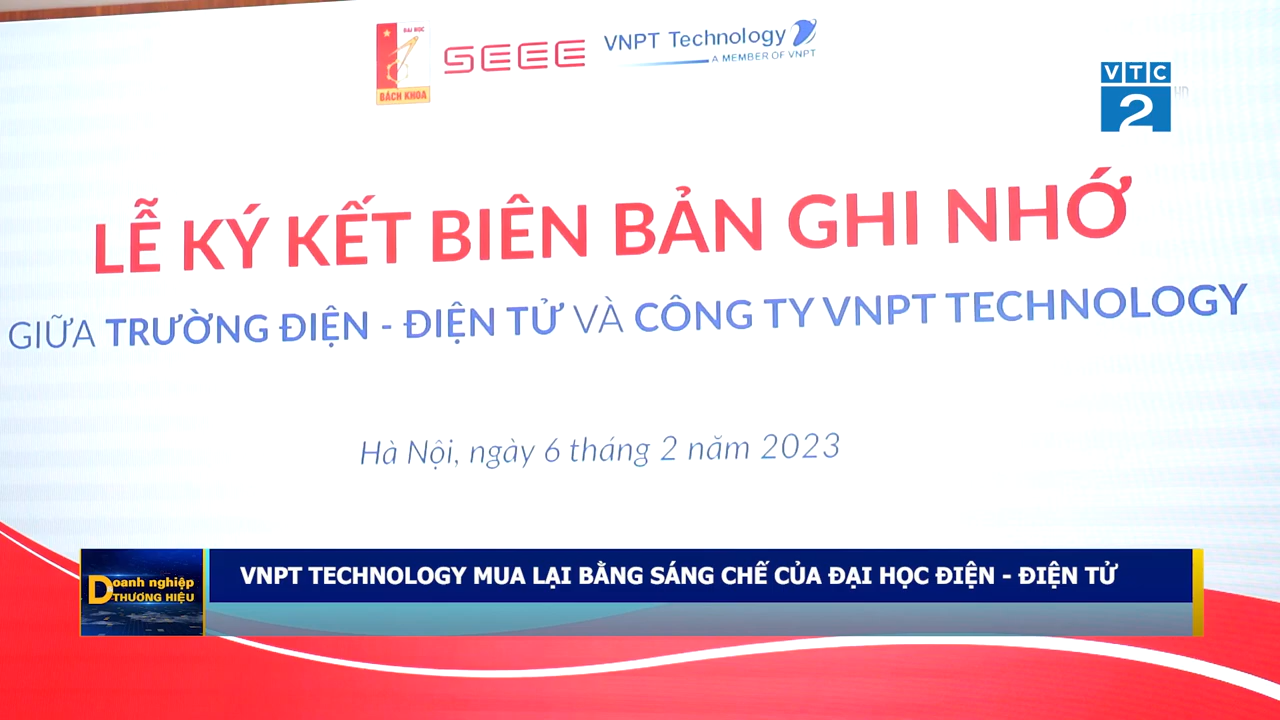 ĐẠI HỌC
BÁCH KHOA
SEEE
VNPT Technology
A MEMBER OF VNPT
VTC
2
LỄ KÝ KẾT BIÊN BẢN GHI NHỚ
GIỮA TRƯỜNG ĐIỆN - ĐIỆN TỬ VÀ CÔNG TY VNPT TECHNOLOGY
Hà Nội, ngày 6 tháng 2 năm 2023
Doanh nghiệp
THƯƠNG HIỆU
VNPT TECHNOLOGY MUA LẠI BẰNG SÁNG CHẾ CỦA ĐẠI HỌC ĐIỆN - ĐIỆN TỬ